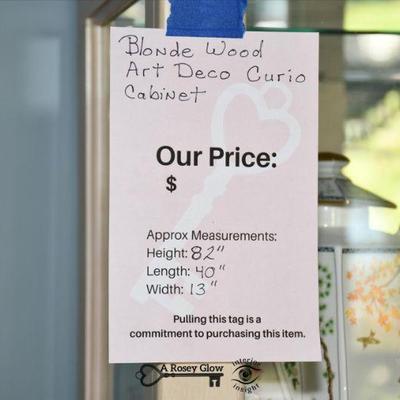 Blonde Wood
Art Deco Curio
Cabinet
Our Price:
$
Approx Measurements:
Height: 82"
Length: 40"
Width: 13"
Pulling this tag is a
commitment to purchasing this item.
A Rosey Glow
Interior
Insight